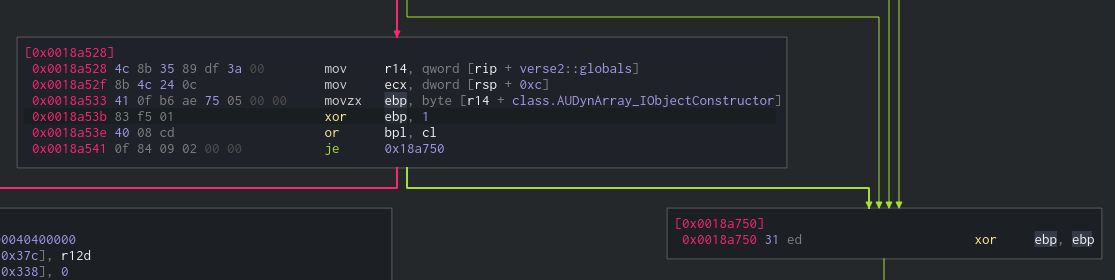 [0x0018a528]
0x0018a528 4c 8b 35 89 df 3a 00 mov r14, qword [rip + verse2::globals]
0x0018a52f 8b 4c 24 0c mov ecx, dword [rsp + 0xc]
0x0018a533 41 0f b6 ae 75 05 00 00 movzx ebp, byte [r14 + class.AUDynArray_IObjectConstructor]
0x0018a53b 83 f5 01 xor ebp, 1
0x0018a53e 40 08 cd or bpl, cl
0x0018a541 0f 84 09 02 00 00 je 0x18a750
[0x0018a750]
0x0018a750 31 ed xor ebp, ebp
0040400000
0x37c], r12d
0x338], 0